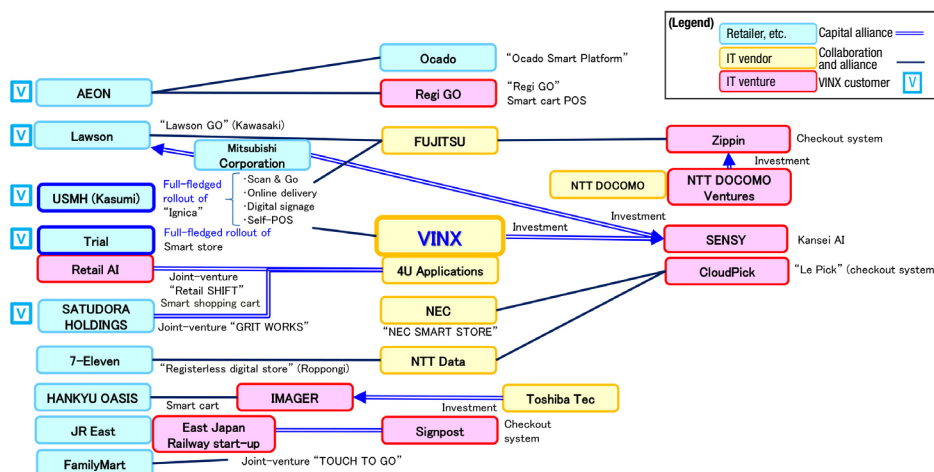 (Legend)
Retailer, etc.
Capital alliance
IT vendor
Collaboration
and alliance
IT venture
VINX customer
V
Ocado
"Ocado Smart Platform"
V
AEON
Regi GO
"Regi GO"
Smart cart POS
V
Lawson
"Lawson GO" (Kawasaki)
FUJITSU
Zippin
Checkout system
Mitsubishi
Corporation
Investment
V
USMH (Kasumi)
Full-fledged
rollout of
"Ignica"
·Scan & Go
·Online delivery
·Digital signage
·Self-POS
NTT DOCOMO
NTT DOCOMO
Ventures
Investment
V
Trial
Full-fledged rollout of
Smart store
VINX
Investment
SENSY
Kansei AI
Retail AI
Joint-venture
"Retail SHIFT"
Smart shopping cart
4U Applications
CloudPick
"Le Pick" (checkout system
V
SATUDORA
HOLDINGS
Joint-venture "GRIT WORKS"
NEC
"NEC SMART STORE"
7-Eleven
"Registerless digital store" (Roppongi)
NTT Data
HANKYU OASIS
Smart cart
IMAGER
Investment
Toshiba Tec
JR East
East Japan
Railway start-up
Signpost
Checkout
system
FamilyMart
Joint-venture "TOUCH TO GO"